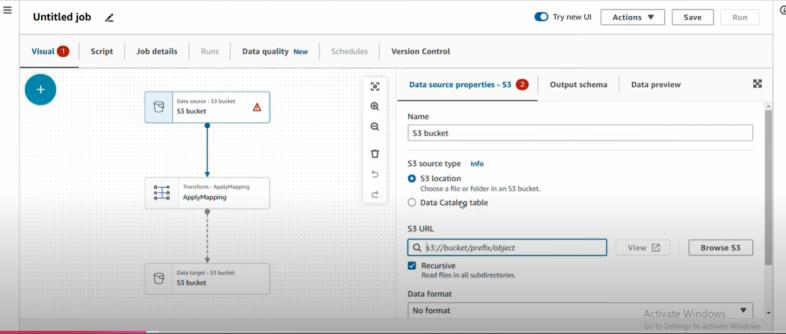 Untitled job
Try new UI
Actions ▼
Save
Run
Visual 1
Script
Job details
Runs
Data quality New
Schedules
Version Control
Data source - S3 bucket
S3 bucket
Transform - ApplyMapping
ApplyMapping
Data target - S3 bucket
S3 bucket
Data source properties - S3 2
Output schema
Data preview
Name
S3 bucket
S3 source type Info
S3 location
Choose a file or folder in an S3 bucket.
Data Catalog table
S3 URL
s3://bucket/prefix/object
View
Browse S3
Recursive
Read files in all subdirectories.
Data format
No format
Activate Windows
Go to Settings to activate Windows.